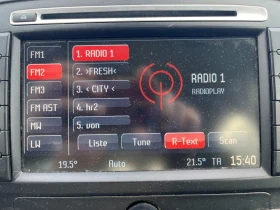 FM1
FM2
FM3
FM AST
MW
LW
1. RADIO 1
2. >FRESH<
3. < CITY <
4. hr2
5. von
RADIO 1
RADIOPLAY
Liste
Tune
R-Text
Scan
19.5°
Auto
21.5°
TA
15:40